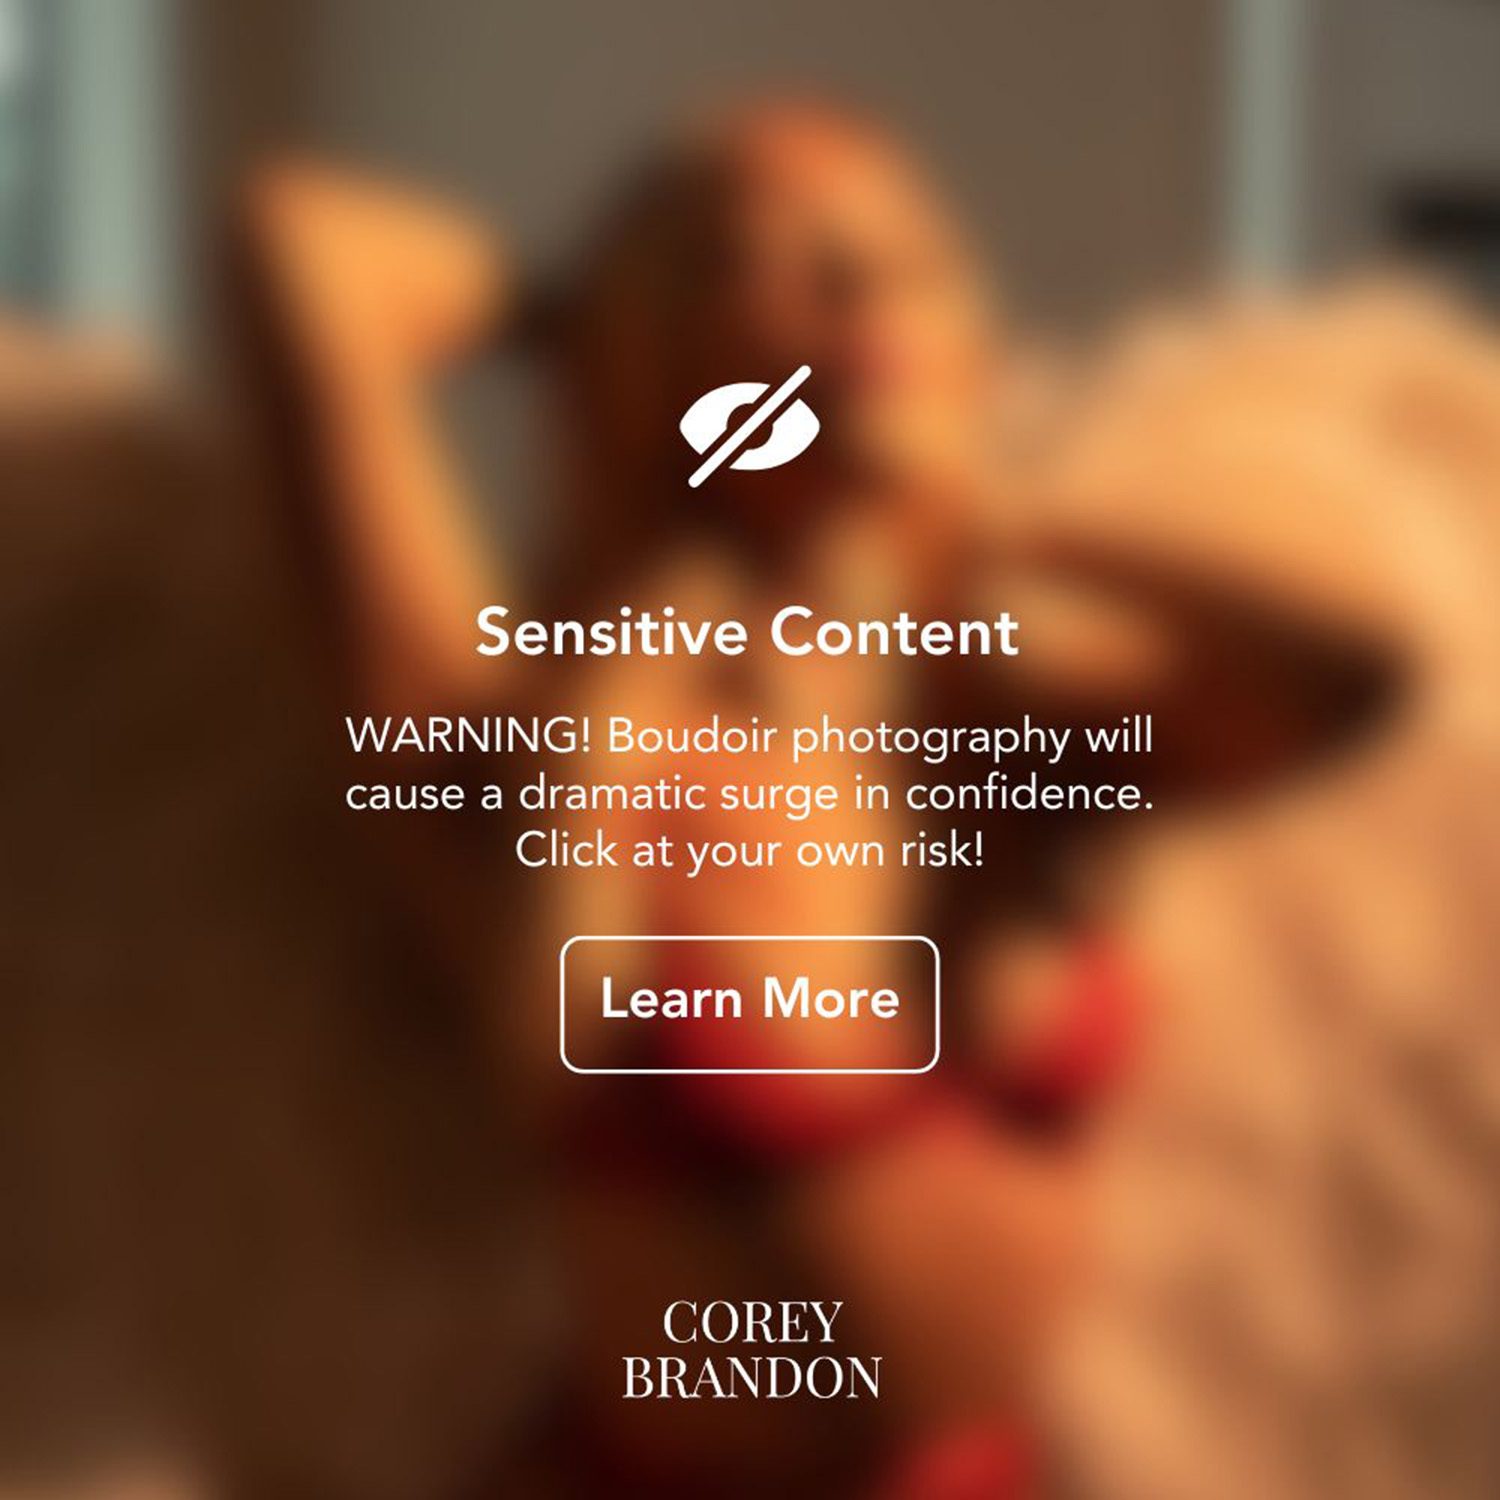 Sensitive Content
WARNING! Boudoir photography will
cause a dramatic surge in confidence.
Click at your own risk!
Learn More
COREY
BRANDON